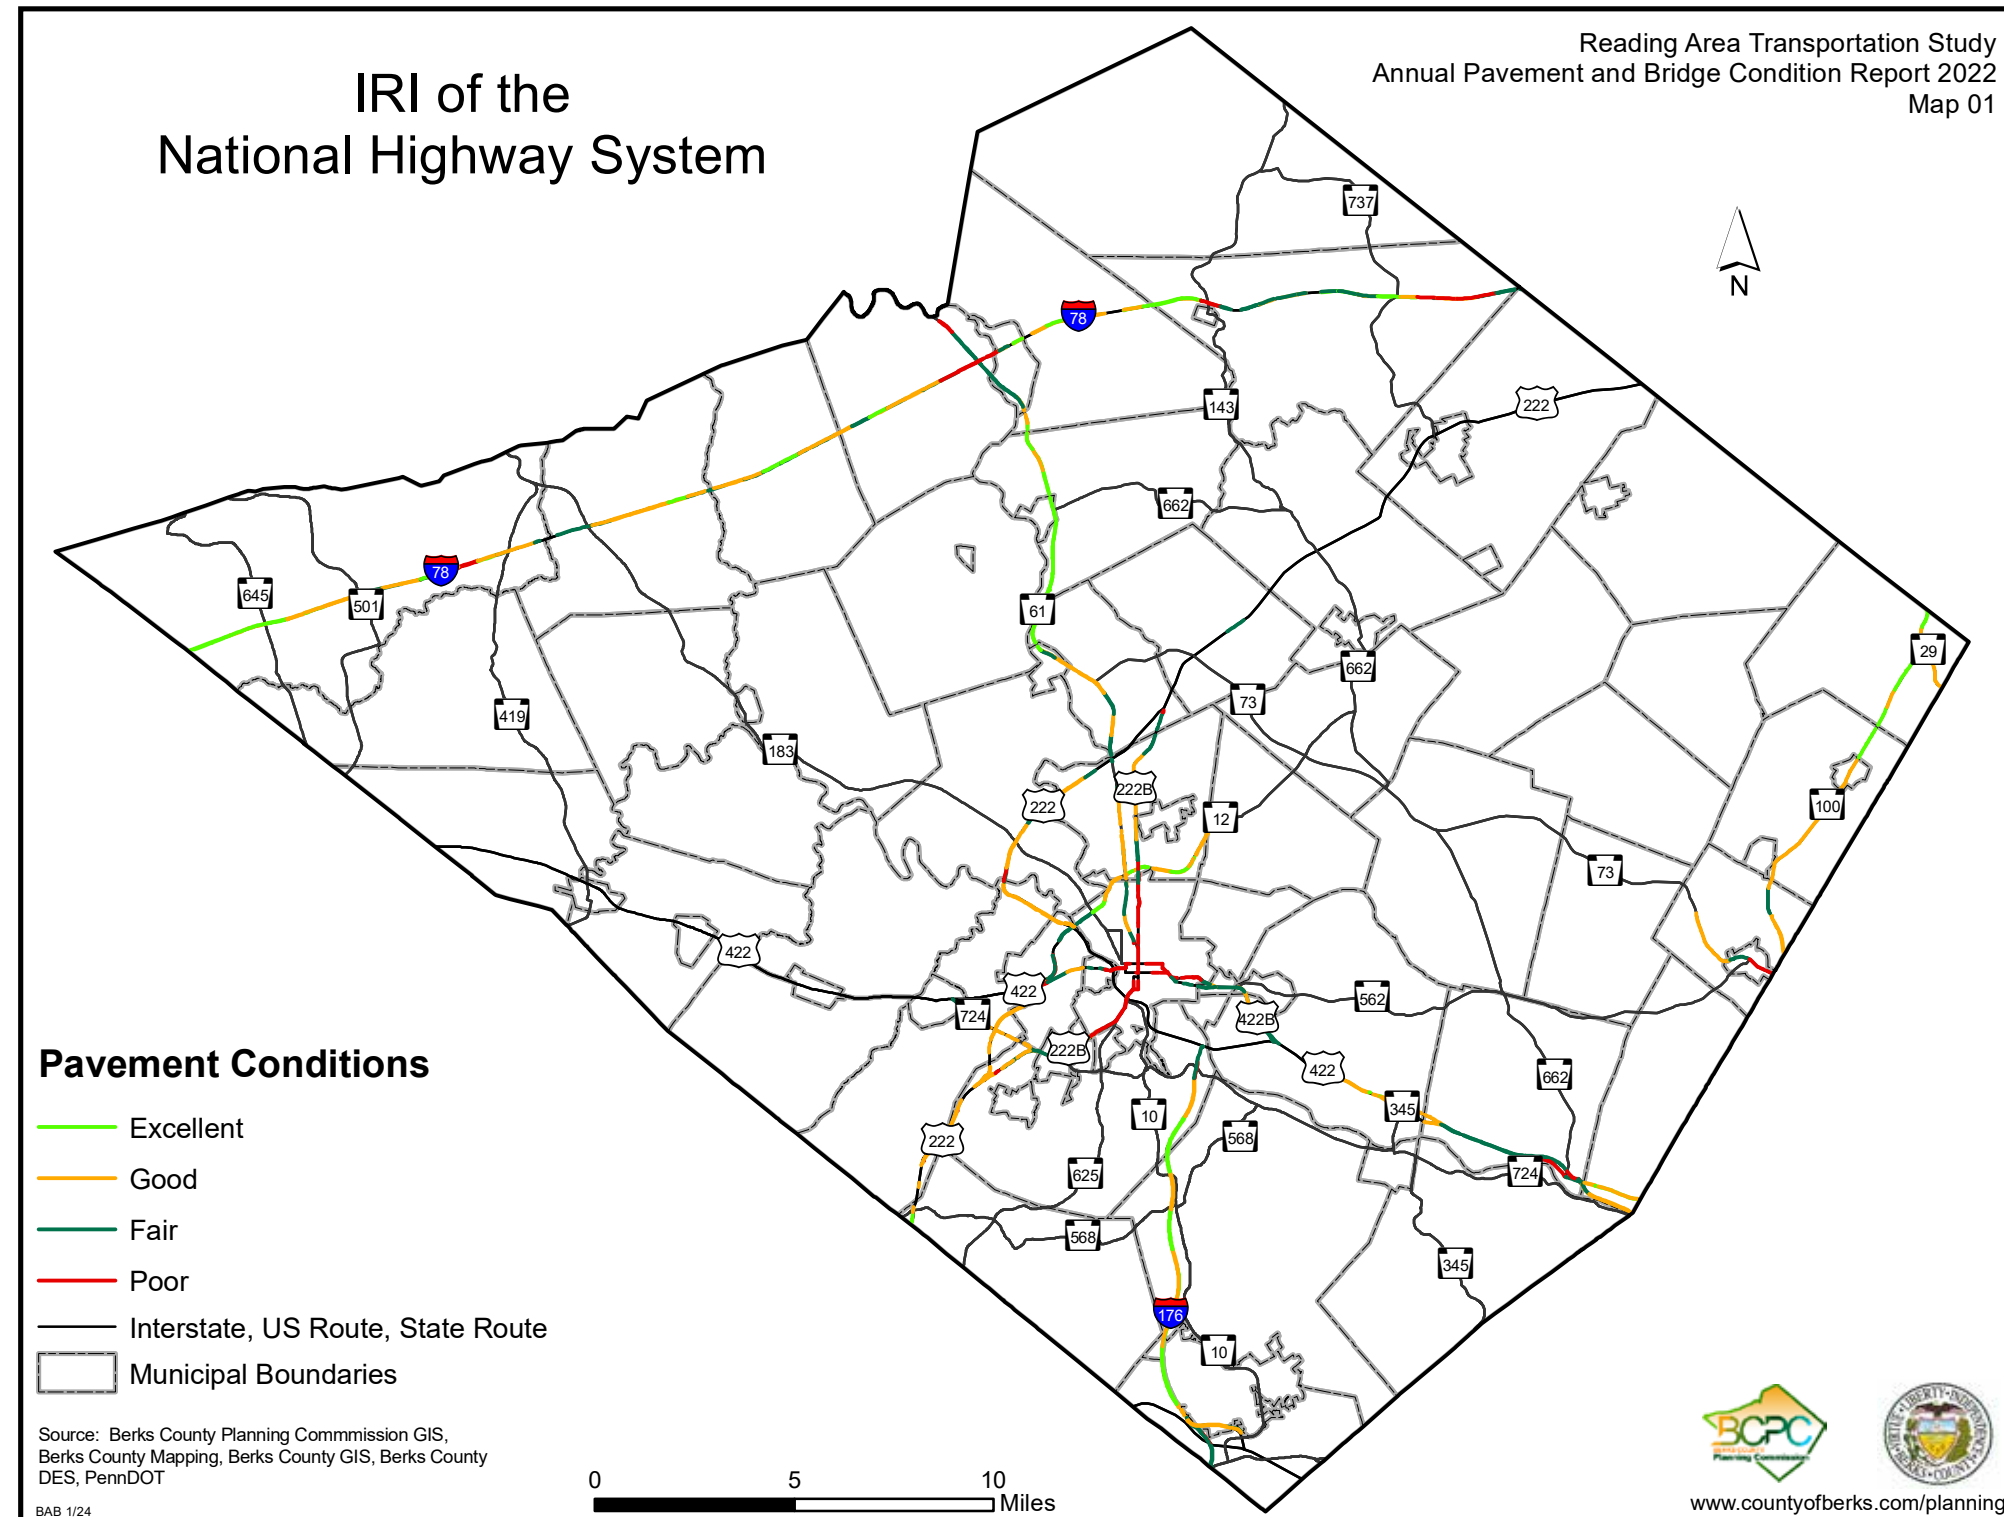 IRI of the
National Highway System
Reading Area Transportation Study
Annual Pavement and Bridge Condition Report 2022
Map 01
737
N
78
143
222
662
78
645
501
61
662
29
419
73
183
222
222B
12
100
73
422
422
724
562
422B
222B
422
662
345
10
222
568
625
724
568
345
176
10
Pavement Conditions
Excellent
Good
Fair
Poor
Interstate, US Route, State Route
Municipal Boundaries
Source: Berks County Planning Commmission GIS,
Berks County Mapping, Berks County GIS, Berks County
DES, PennDOT
BAB 1/24
0 5 10
Miles
BCPC
Planning Commission
www.countyofberks.com/planning